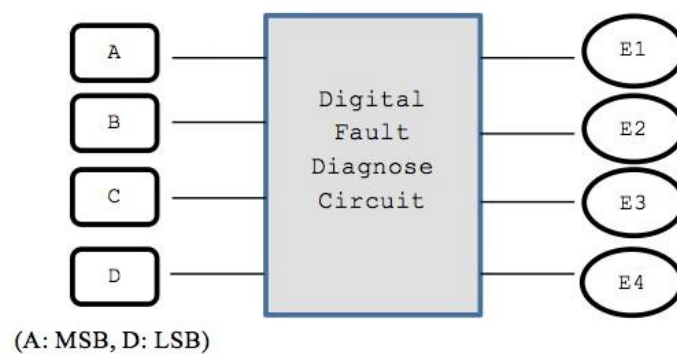 A
B
C
D
Digital
Fault
Diagnose
Circuit
E1
E2
E3
E4
(A: MSB, D: LSB)